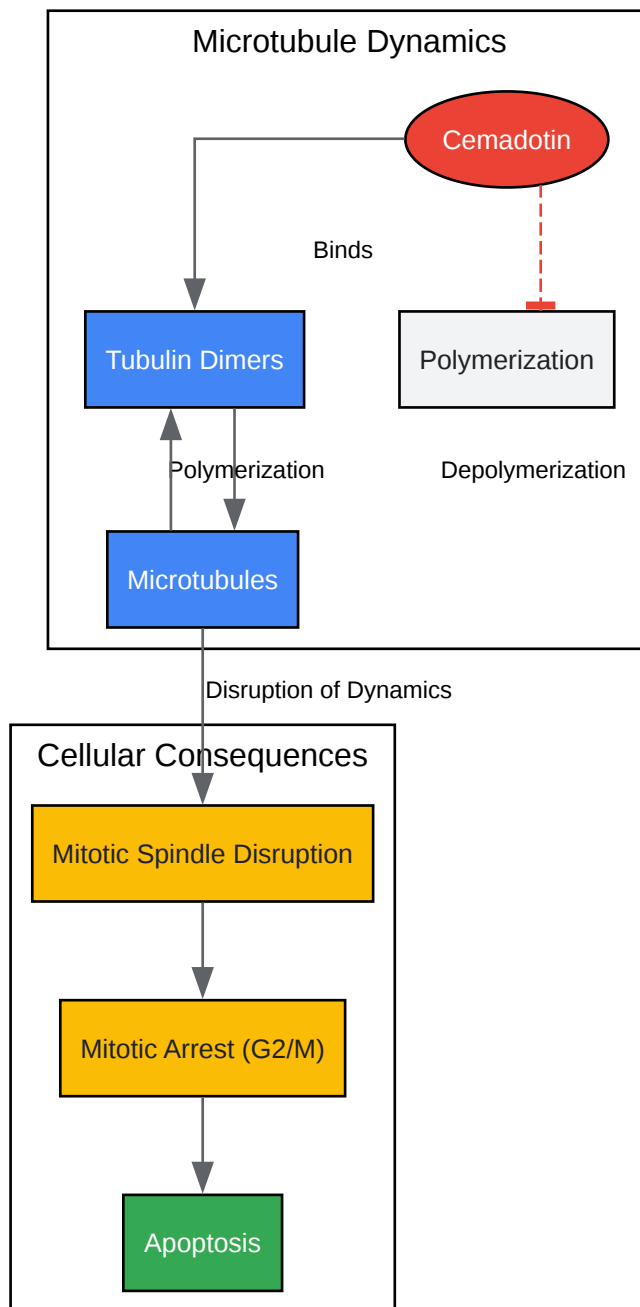 Microtubule Dynamics
Cemadotin
Binds
Tubulin Dimers
Polymerization
Polymerization
Depolymerization
Microtubules
Disruption of Dynamics
Cellular Consequences
Mitotic Spindle Disruption
Mitotic Arrest (G2/M)
Apoptosis